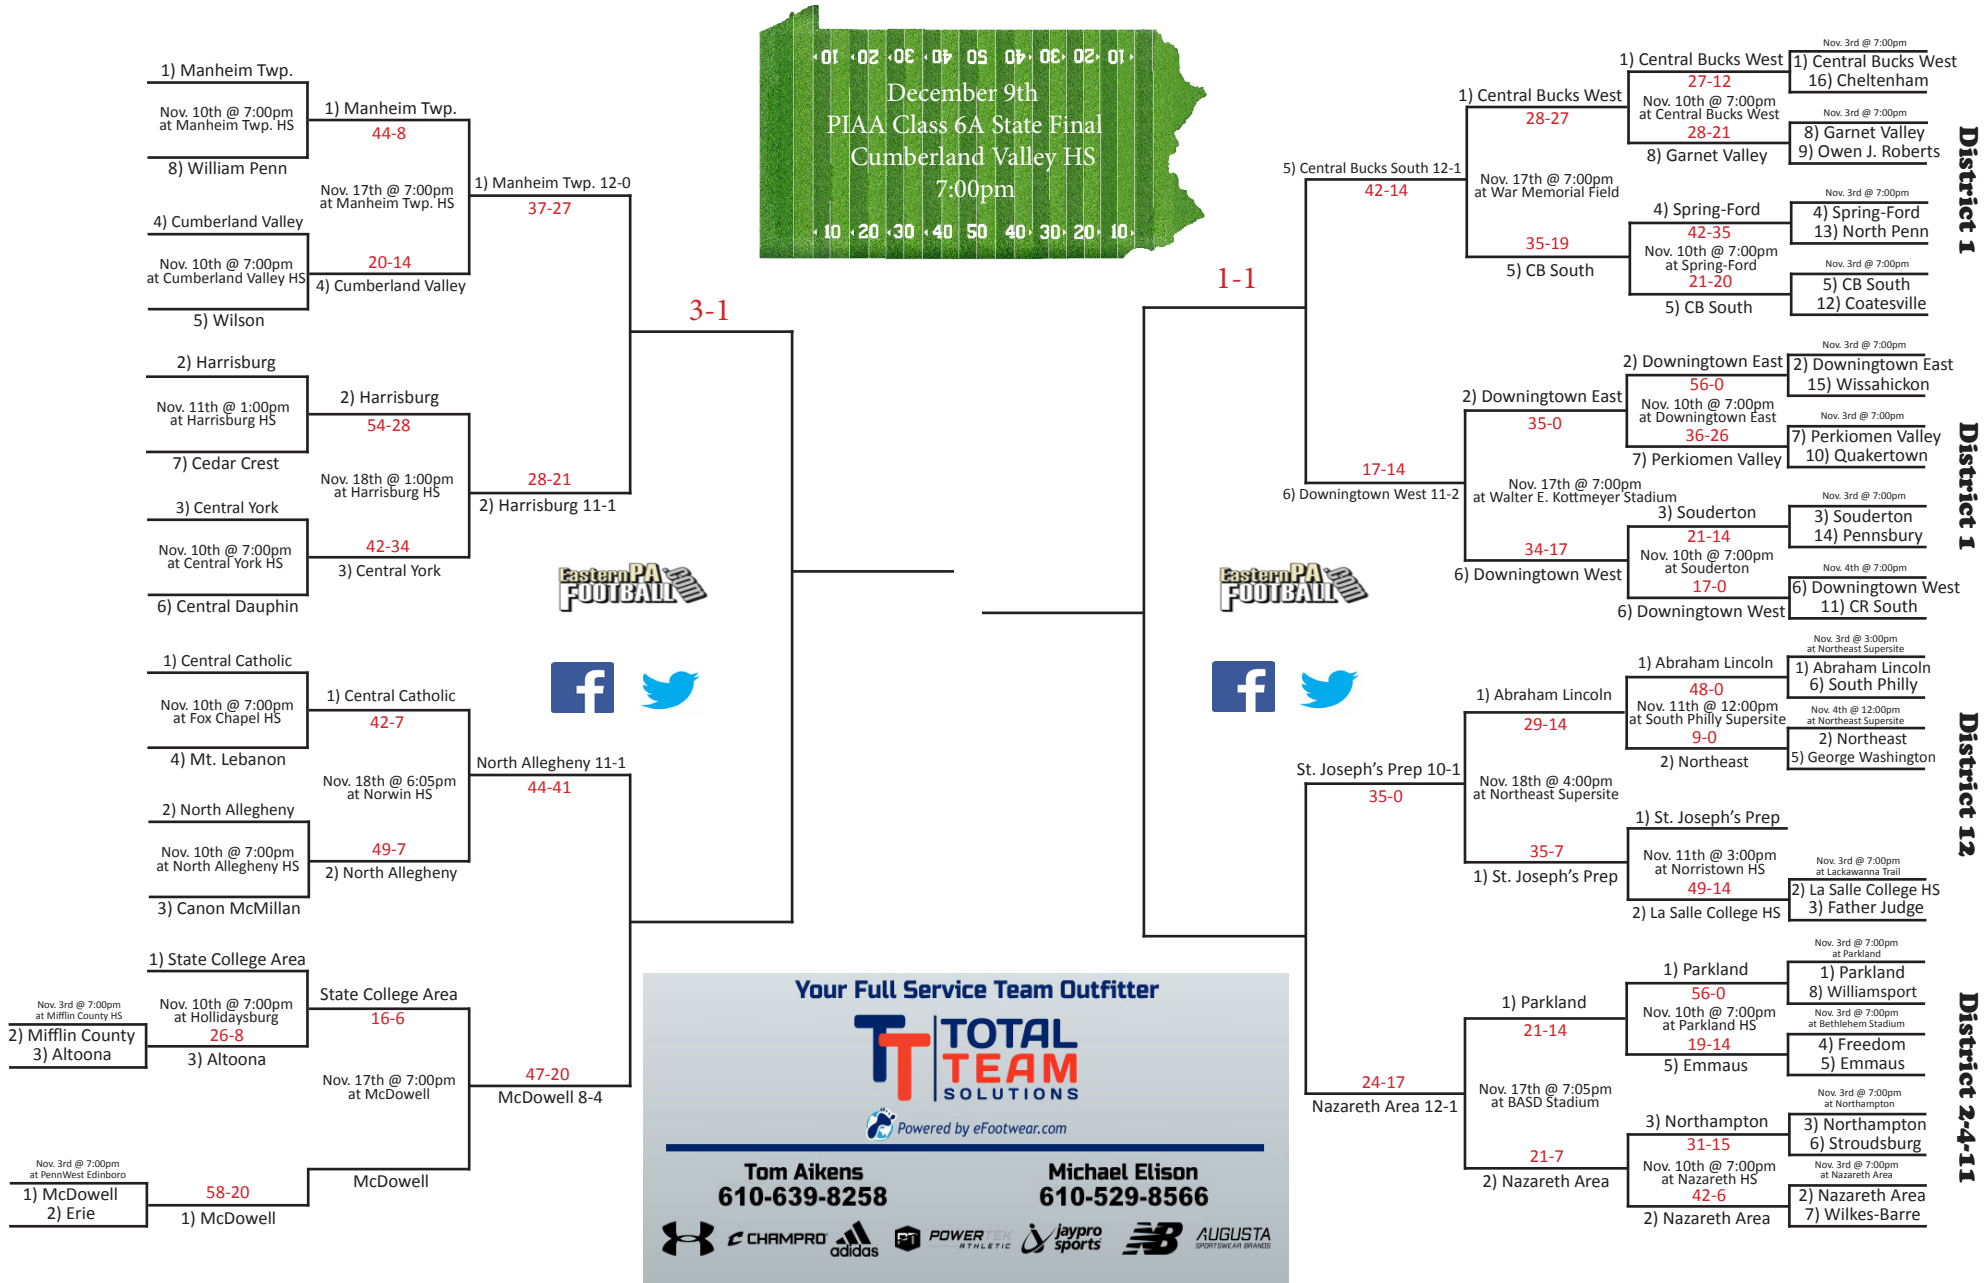 10 20 30 40 50 40 30 20 10
December 9th
PIAA Class 6A State Final
Cumberland Valley HS
7:00pm
10 20 30 40 50 40 30 20 10
1) Manheim Twp.
Nov. 10th @ 7:00pm
at Manheim Twp. HS
8) William Penn
1) Manheim Twp.
44-8
Nov. 17th @ 7:00pm
at Manheim Twp. HS
4) Cumberland Valley
Nov. 10th @ 7:00pm
at Cumberland Valley HS
5) Wilson
20-14
4) Cumberland Valley
1) Manheim Twp. 12-0
37-27
3-1
2) Harrisburg
Nov. 11th @ 1:00pm
at Harrisburg HS
7) Cedar Crest
2) Harrisburg
54-28
Nov. 18th @ 1:00pm
at Harrisburg HS
3) Central York
Nov. 10th @ 7:00pm
at Central York HS
6) Central Dauphin
42-34
3) Central York
28-21
2) Harrisburg 11-1
1) Central Catholic
Nov. 10th @ 7:00pm
at Fox Chapel HS
4) Mt. Lebanon
1) Central Catholic
42-7
Nov. 18th @ 6:05pm
at Norwin HS
2) North Allegheny
Nov. 10th @ 7:00pm
at North Allegheny HS
3) Canon McMillan
49-7
2) North Allegheny
North Allegheny 11-1
44-41
1) State College Area
Nov. 10th @ 7:00pm
at Hollidaysburg
26-8
3) Altoona
Nov. 3rd @ 7:00pm
at Mifflin County HS
2) Mifflin County
3) Altoona
State College Area
16-6
Nov. 17th @ 7:00pm
at McDowell
47-20
McDowell 8-4
McDowell
Nov. 3rd @ 7:00pm
at PennWest Edinboro
1) McDowell
2) Erie
58-20
1) McDowell
EasternPA
FOOTBALL
.com
f
EasternPA
FOOTBALL
.com
f
1-1
5) Central Bucks South 12-1
42-14
1) Central Bucks West
28-27
Nov. 17th @ 7:00pm
at War Memorial Field
35-19
5) CB South
1) Central Bucks West
27-12
Nov. 10th @ 7:00pm
at Central Bucks West
28-21
8) Garnet Valley
Nov. 3rd @ 7:00pm
1) Central Bucks West
16) Cheltenham
Nov. 3rd @ 7:00pm
8) Garnet Valley
9) Owen J. Roberts
4) Spring-Ford
42-35
Nov. 10th @ 7:00pm
at Spring-Ford
21-20
5) CB South
Nov. 3rd @ 7:00pm
4) Spring-Ford
13) North Penn
Nov. 3rd @ 7:00pm
5) CB South
12) Coatesville
District 1
17-14
6) Downingtown West 11-2
2) Downingtown East
35-0
Nov. 17th @ 7:00pm
at Walter E. Kottmeyer Stadium
34-17
6) Downingtown West
2) Downingtown East
56-0
Nov. 10th @ 7:00pm
at Downingtown East
36-26
7) Perkiomen Valley
Nov. 3rd @ 7:00pm
2) Downingtown East
15) Wissahickon
Nov. 3rd @ 7:00pm
7) Perkiomen Valley
10) Quakertown
3) Souderton
21-14
Nov. 10th @ 7:00pm
at Souderton
17-0
6) Downingtown West
Nov. 3rd @ 7:00pm
3) Souderton
14) Pennsbury
Nov. 4th @ 7:00pm
6) Downingtown West
11) CR South
District 1
St. Joseph's Prep 10-1
35-0
1) Abraham Lincoln
29-14
Nov. 18th @ 4:00pm
at Northeast Supersite
35-7
1) St. Joseph's Prep
1) Abraham Lincoln
48-0
Nov. 11th @ 12:00pm
at South Philly Supersite
9-0
2) Northeast
Nov. 3rd @ 3:00pm
at Northeast Supersite
1) Abraham Lincoln
6) South Philly
Nov. 4th @ 12:00pm
at Northeast Supersite
2) Northeast
5) George Washington
1) St. Joseph's Prep
Nov. 11th @ 3:00pm
at Norristown HS
49-14
2) La Salle College HS
Nov. 3rd @ 7:00pm
at Lackawanna Trail
2) La Salle College HS
3) Father Judge
District 12
24-17
Nazareth Area 12-1
1) Parkland
21-14
Nov. 17th @ 7:05pm
at BASD Stadium
21-7
2) Nazareth Area
1) Parkland
56-0
Nov. 10th @ 7:00pm
at Parkland HS
19-14
5) Emmaus
Nov. 3rd @ 7:00pm
at Parkland
1) Parkland
8) Williamsport
Nov. 3rd @ 7:00pm
at Bethlehem Stadium
4) Freedom
5) Emmaus
3) Northampton
31-15
Nov. 10th @ 7:00pm
at Nazareth HS
42-6
2) Nazareth Area
Nov. 3rd @ 7:00pm
at Northampton
3) Northampton
6) Stroudsburg
Nov. 3rd @ 7:00pm
at Nazareth Area
2) Nazareth Area
7) Wilkes-Barre
District 2-4-11
Your Full Service Team Outfitter
TT TOTAL
TEAM
SOLUTIONS
Powered by eFootwear.com
Tom Aikens
610-639-8258
Michael Elison
610-529-8566
CHAMPRO
adidas
PT
POWERTEK
ATHLETIC
jaypro
sports
NB
AUGUSTA
SPORTSWEAR BRANDS